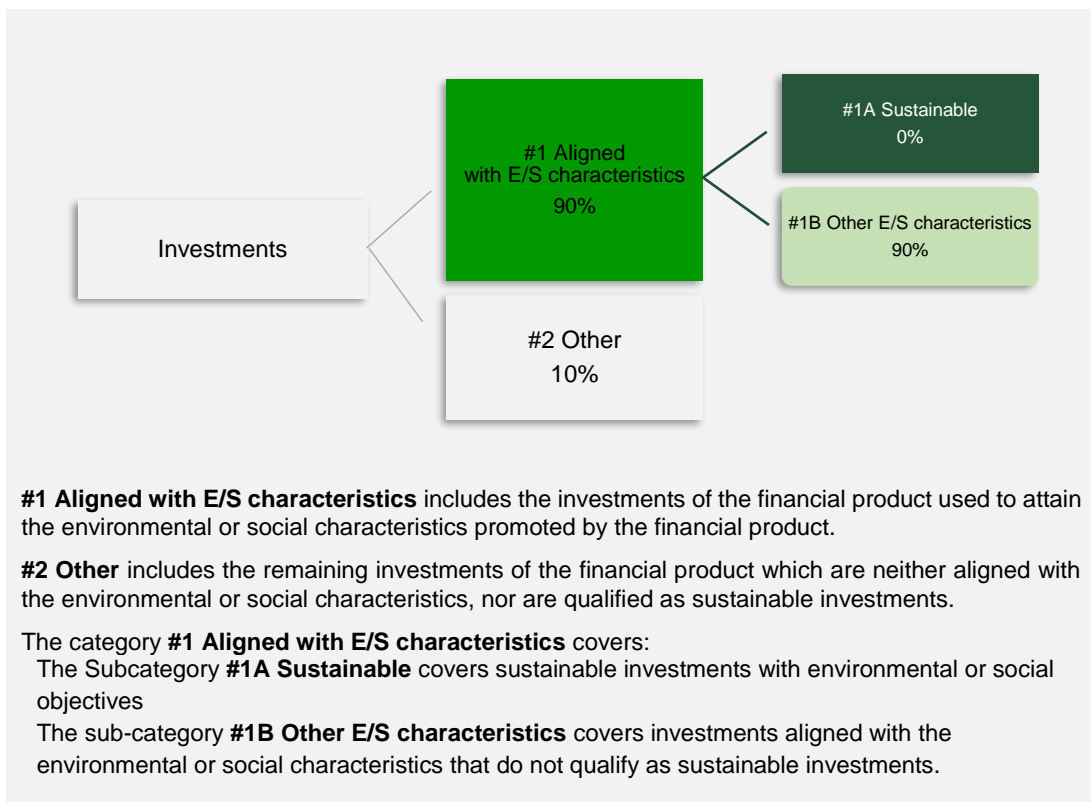 Investments
#1 Aligned
with E/S characteristics
90%
#2 Other
10%
#1A Sustainable
0%
#1B Other E/S characteristics
90%
#1 Aligned with E/S characteristics includes the investments of the financial product used to attain
the environmental or social characteristics promoted by the financial product.
#2 Other includes the remaining investments of the financial product which are neither aligned with
the environmental or social characteristics, nor are qualified as sustainable investments.
The category #1 Aligned with E/S characteristics covers:
The Subcategory #1A Sustainable covers sustainable investments with environmental or social
objectives
The sub-category #1B Other E/S characteristics covers investments aligned with the
environmental or social characteristics that do not qualify as sustainable investments.